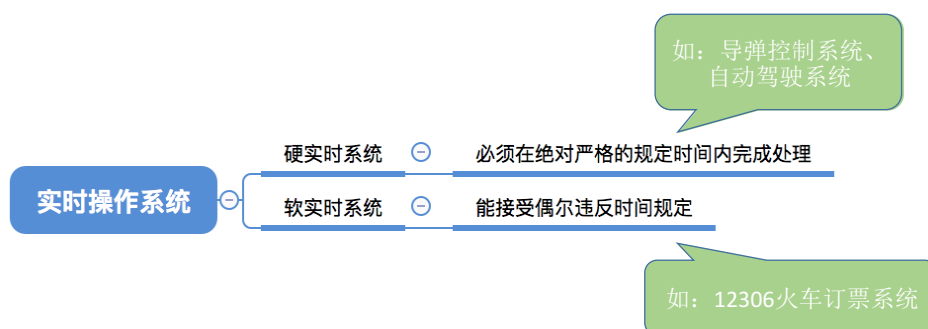 如：导弹控制系统、
自动驾驶系统
硬实时系统
必须在绝对严格的规定时间内完成处理
实时操作系统
软实时系统
能接受偶尔违反时间规定
如：12306火车订票系统